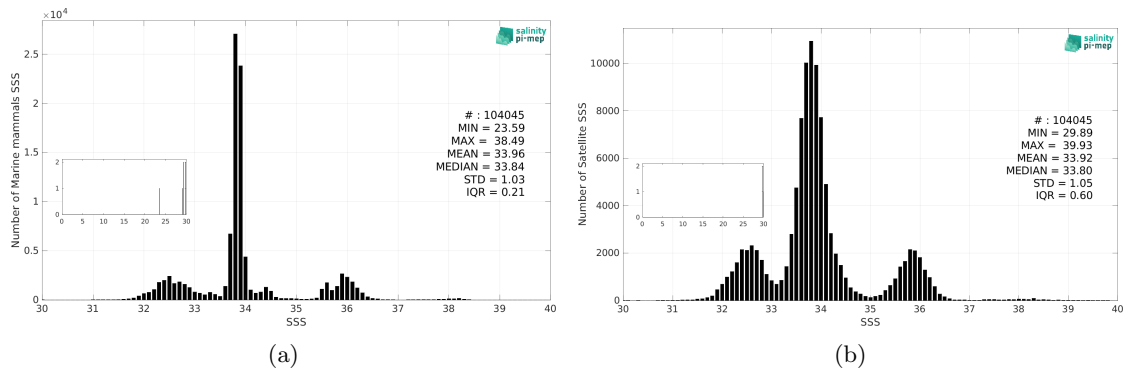 ×10⁴
2.5
2
1.5
1
0.5
0
30 31 32 33 34 35 36 37 38 39 40
SSS
Number of Marine mammals SSS
salinity
pi-mep
# : 104045
MIN = 23.59
MAX = 38.49
MEAN = 33.96
MEDIAN = 33.84
STD = 1.03
IQR = 0.21
2
1
0
0 5 10 15 20 25 30
(a)
10000
8000
6000
4000
2000
0
30 31 32 33 34 35 36 37 38 39 40
SSS
Number of Satellite SSS
salinity
pi-mep
# : 104045
MIN = 29.89
MAX = 39.93
MEAN = 33.92
MEDIAN = 33.80
STD = 1.05
IQR = 0.60
2
1
0
0 5 10 15 20 25 30
(b)